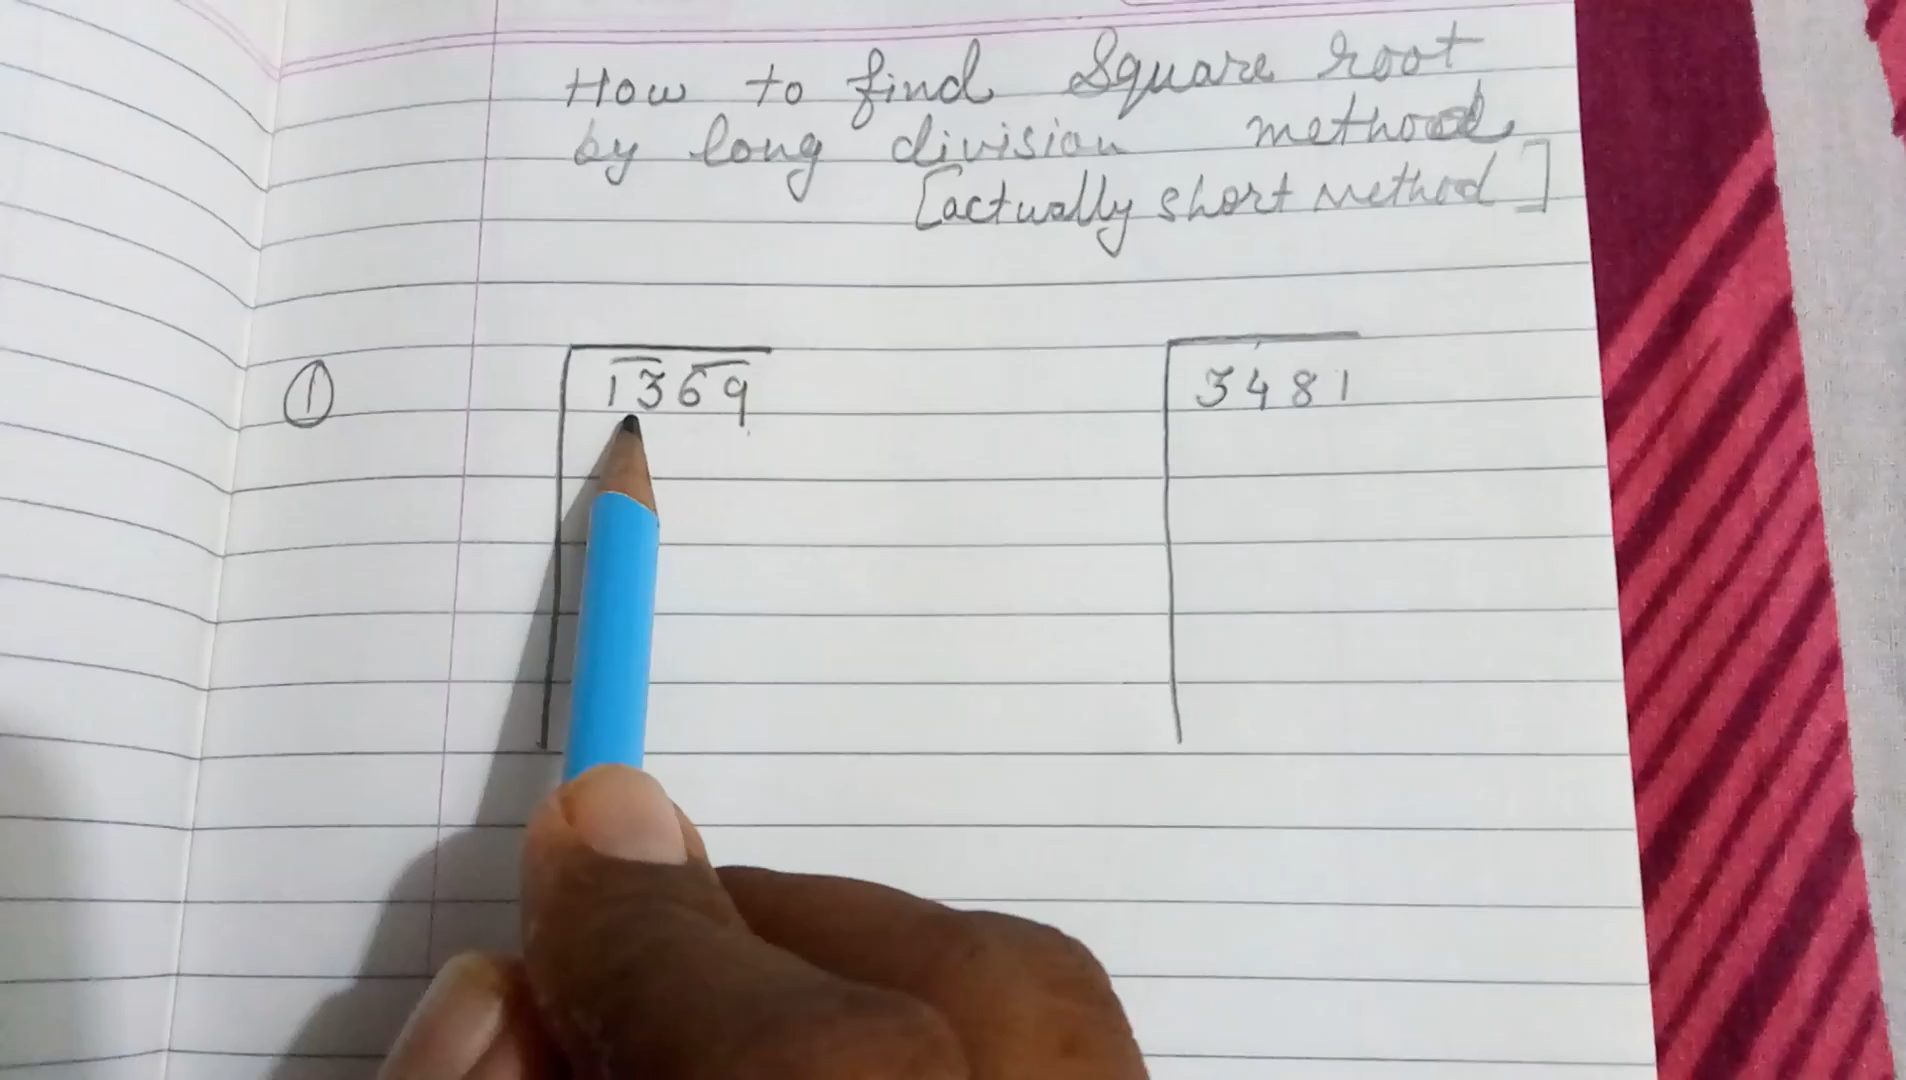 How to find Square root
by long division method
[actually short Method]
① 1369 3481